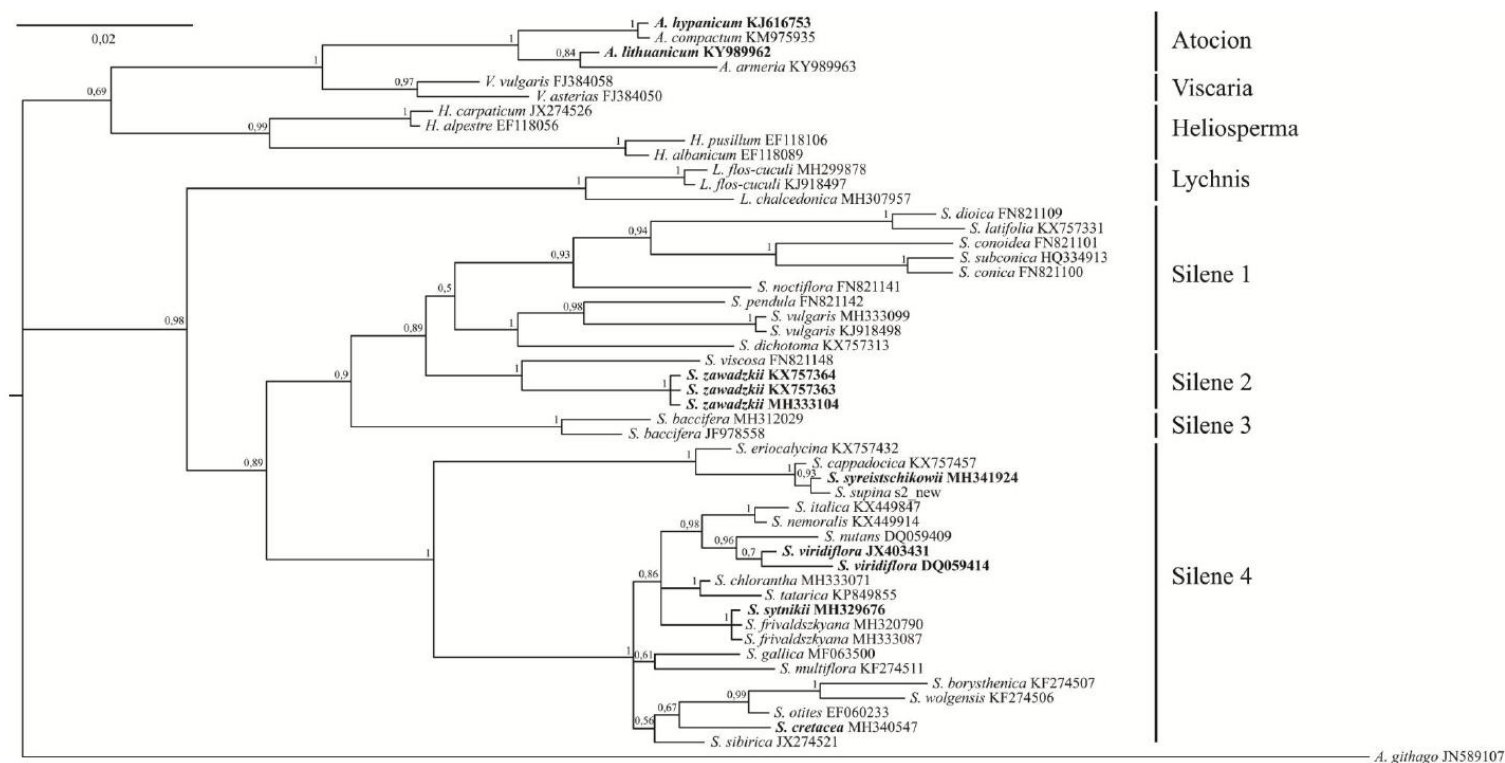 0,02
A. hypanicum KJ616753
A. compactum KM975935
A. lithuanicum KY989962
A. armeria KY989963
V. vulgaris FJ384058
V. asterias FJ384050
H. carpaticum JX274526
H. alpestre EF118056
H. pusillum EF118106
H. albanicum EF118089
L. flos-cuculi MH299878
L. flos-cuculi KJ918497
L. chalcedonica MH307957
S. dioica FN821109
S. latifolia KX757331
S. conoidea FN821101
S. subconica HQ334913
S. conica FN821100
S. noctiflora FN821141
S. pendula FN821142
S. vulgaris MH333099
S. vulgaris KJ918498
S. dichotoma KX757313
S. viscosa FN821148
S. zawadzkii KX757364
S. zawadzkii KX757363
S. zawadzkii MH333104
S. baccifera MH312029
S. baccifera JF978558
S. eriocalycina KX757432
S. cappadocica KX757457
S. syreistschikowii MH341924
S. supina s2_new
S. italica KX449847
S. nemoralis KX449914
S. nutans DQ059409
S. viridiflora JX403431
S. viridiflora DQ059414
S. chlorantha MH333071
S. tatarica KP849855
S. sytnikii MH329676
S. frivaldszkyana MH320790
S. frivaldszkyana MH333087
S. gallica MF063500
S. multiflora KF274511
S. borysthenica KF274507
S. wolgensis KF274506
S. otites EF060233
S. cretacea MH340547
S. sibirica JX274521
A. githago JN589107
Atocion
Viscaria
Heliosperma
Lychnis
Silene 1
Silene 2
Silene 3
Silene 4
1
1
0,84
0,97
0,69
1
0,99
1
1
1
1
0,94
1
0,93
1
0,5
0,98
1
0,89
0,98
1
0,9
1
0,89
1
1
0,93
1
0,98
0,96
0,7
0,86
1
1
1
1
0,61
1
0,99
0,67
0,56